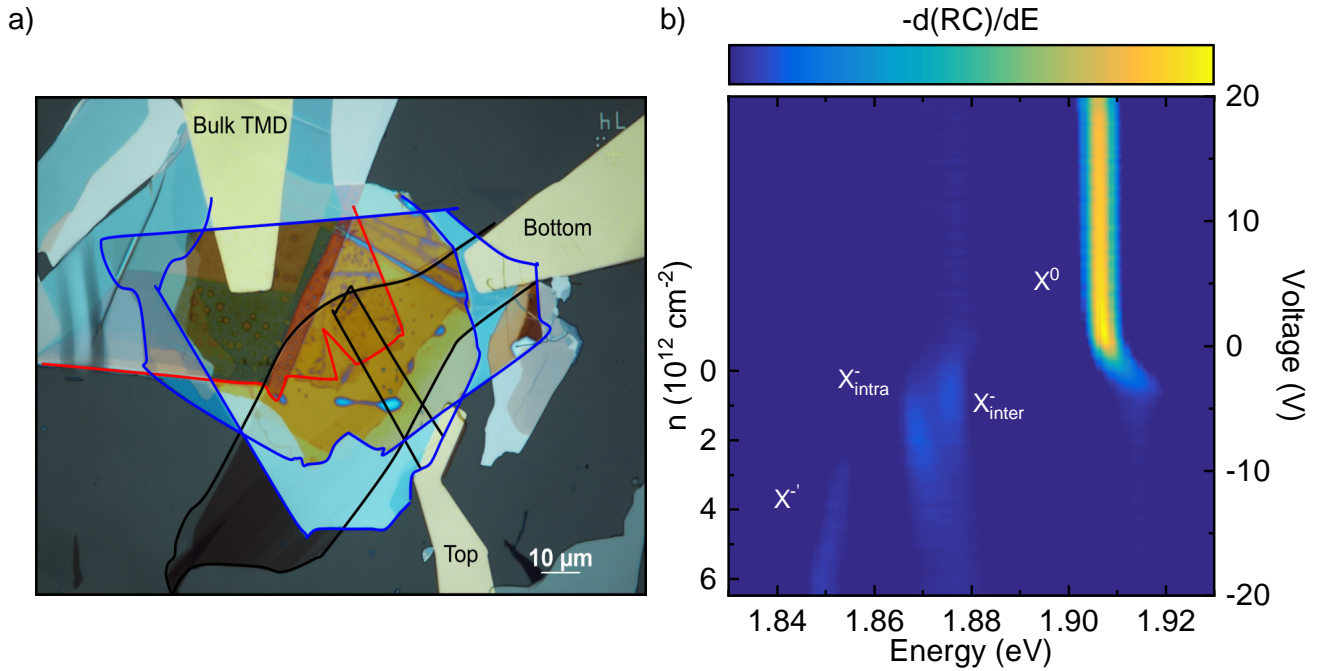 a)
Bulk TMD
h L
Bottom
Top
10 µm
b)
-d(RC)/dE
20
10
0
-10
-20
Voltage (V)
n (10¹² cm⁻²)
0
2
4
6
X⁰
X⁻intra
X⁻inter
X⁻'
1.84 1.86 1.88 1.90 1.92
Energy (eV)